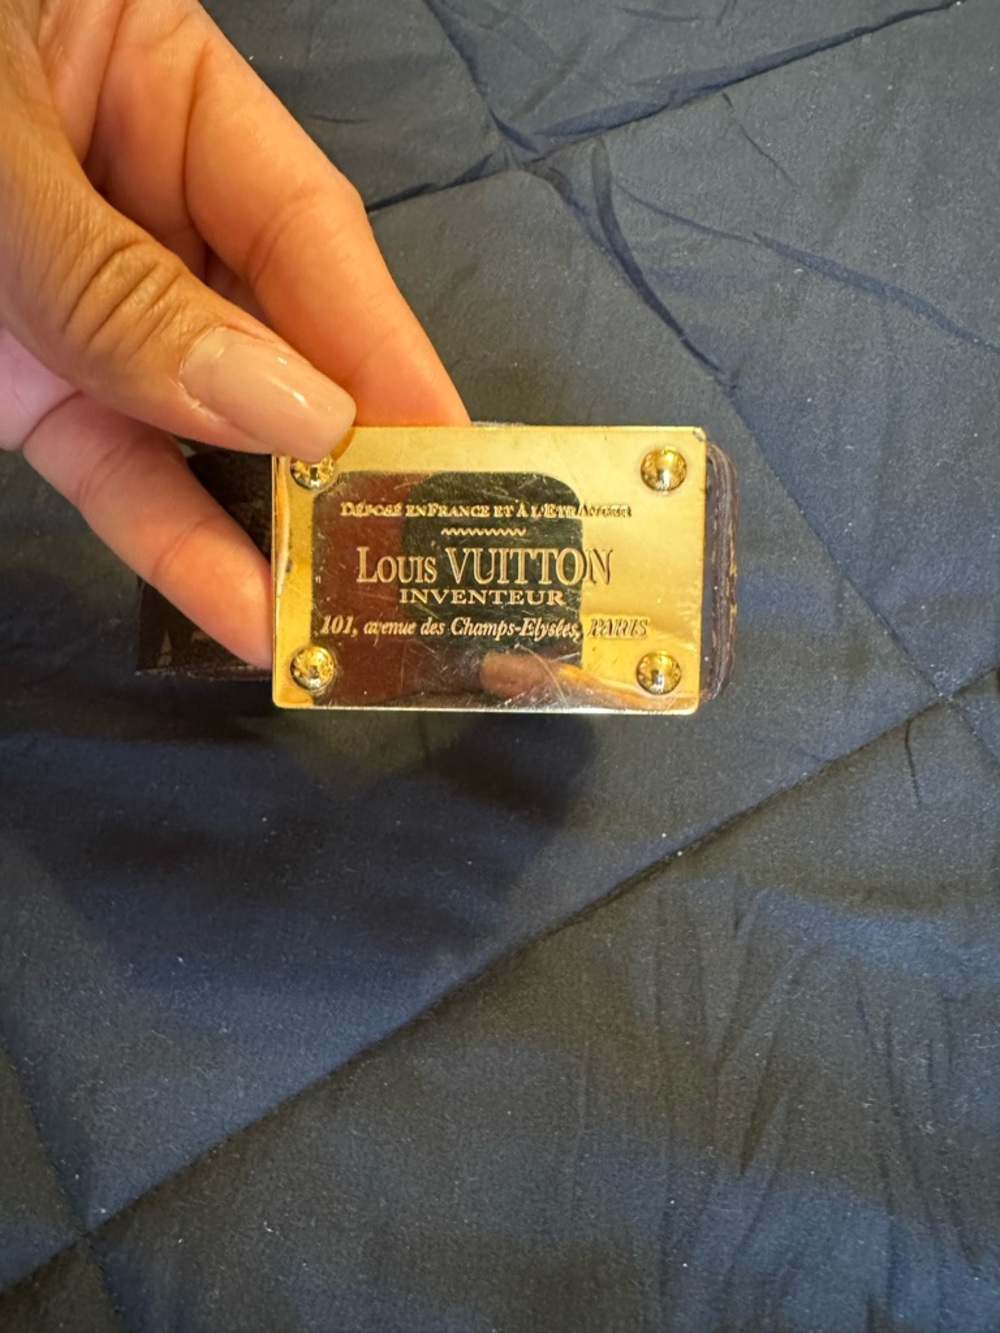 DÉPOSÉ EN FRANCE ET À L'ETRANGER
LOUIS VUITTON
INVENTEUR
101, avenue des Champs-Elysées, PARIS